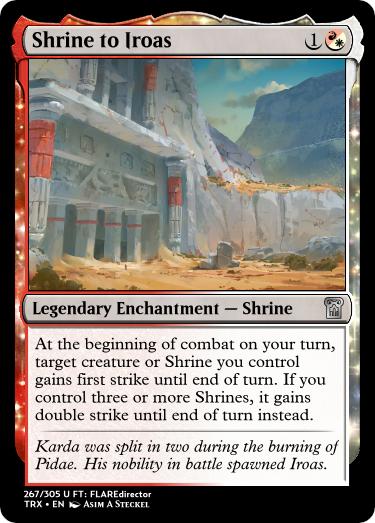 Shrine to Iroas 1
Legendary Enchantment — Shrine
At the beginning of combat on your turn,
target creature or Shrine you control
gains first strike until end of turn. If you
control three or more Shrines, it gains
double strike until end of turn instead.
Karda was split in two during the burning of
Pidae. His nobility in battle spawned Iroas.
267/305 U FT: FLAREdirector
TRX • EN Asim A Steckel